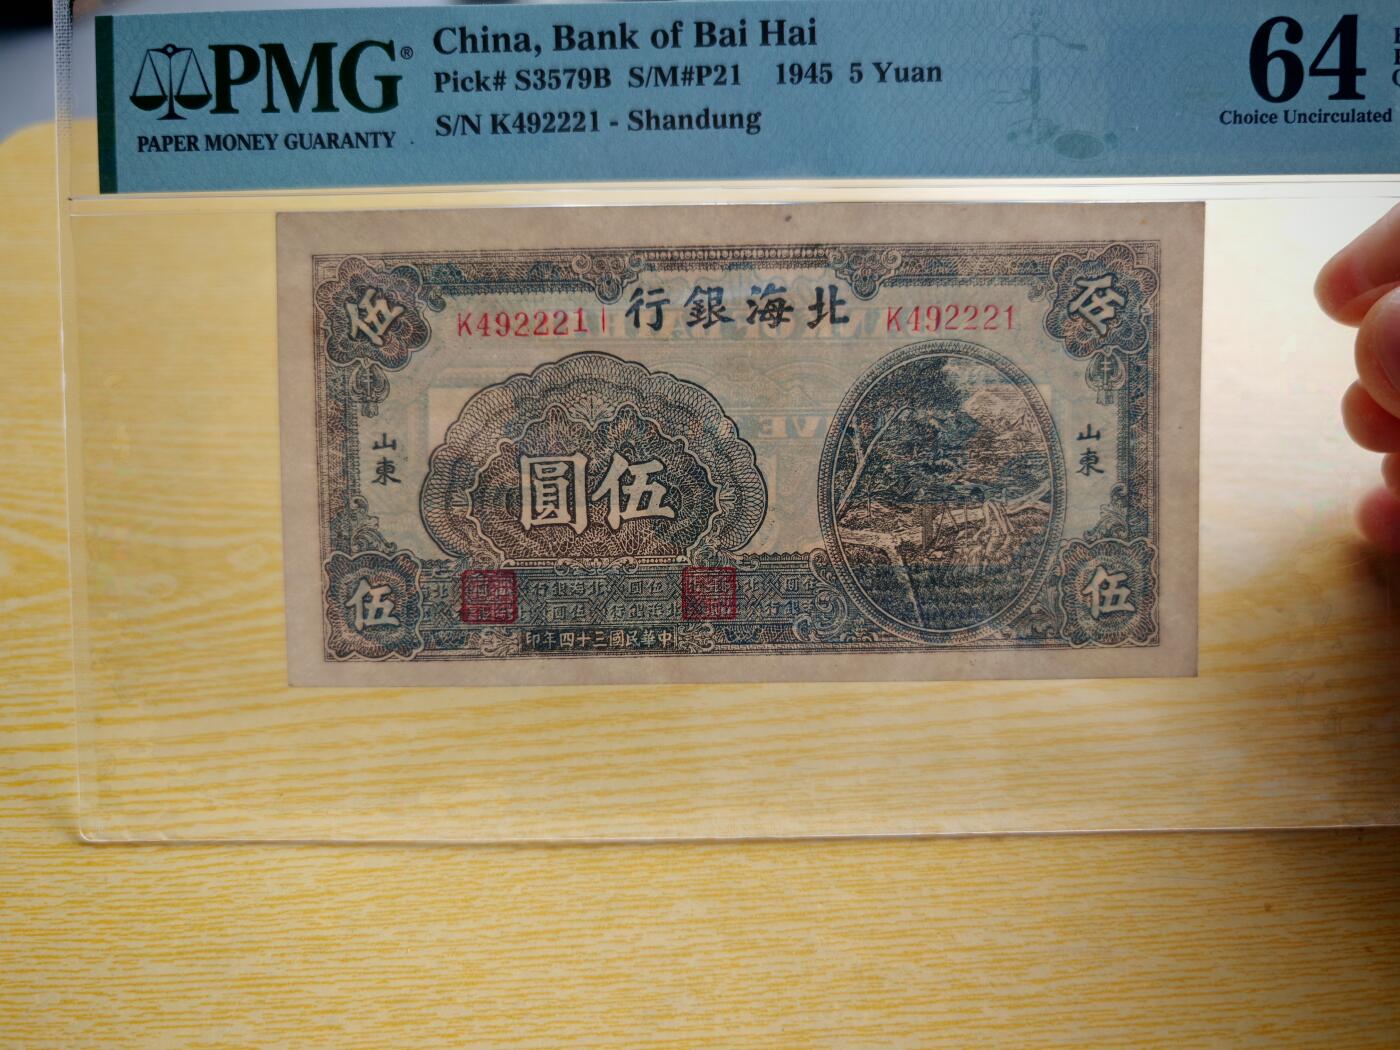 PMG®
PAPER MONEY GUARANTY
China, Bank of Bai Hai
Pick# S3579B S/M#P21 1945 5 Yuan
S/N K492221 - Shandung
64
Choice Uncirculated
伍
伍
行銀海北
K492221
K492221
山東
山東
圓伍
伍
伍
印年四十三國民華中